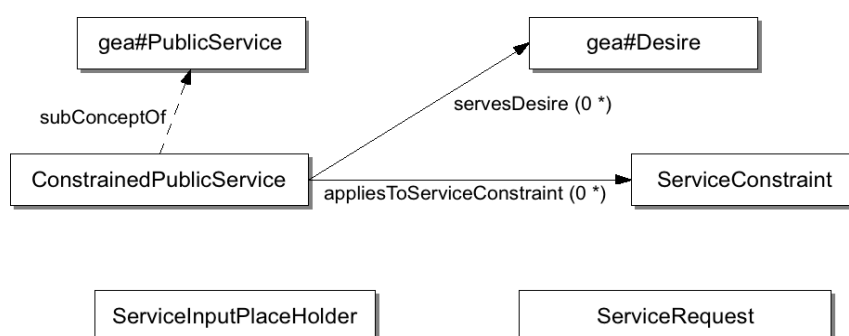 gea#PublicService
gea#Desire
subConceptOf
servesDesire (0 *)
ConstrainedPublicService
appliesToServiceConstraint (0 *)
ServiceConstraint
ServiceInputPlaceHolder
ServiceRequest